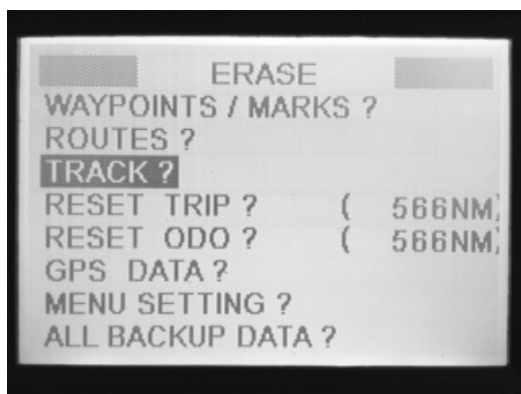 ERASE
WAYPOINTS / MARKS ?
ROUTES ?
TRACK ?
RESET TRIP ? ( 566NM)
RESET ODO ? ( 566NM)
GPS DATA ?
MENU SETTING ?
ALL BACKUP DATA ?